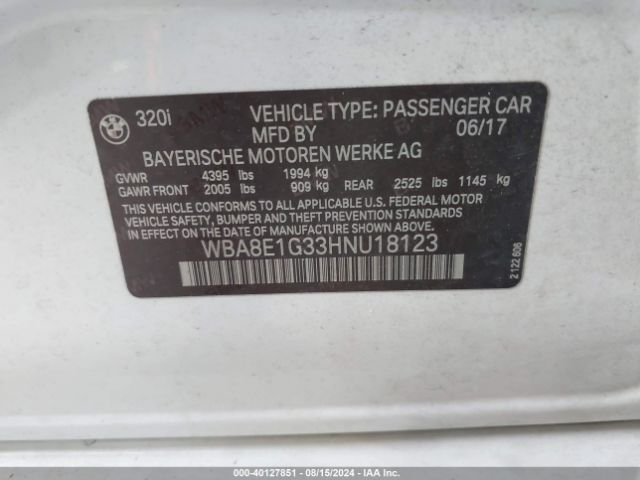 320i VEHICLE TYPE: PASSENGER CAR
MFD BY 06/17
BAYERISCHE MOTOREN WERKE AG
GVWR 4395 lbs 1994 kg
GAWR FRONT 2005 lbs 909 kg REAR 2525 lbs 1145 kg
THIS VEHICLE CONFORMS TO ALL APPLICABLE U.S. FEDERAL MOTOR
VEHICLE SAFETY, BUMPER AND THEFT PREVENTION STANDARDS
IN EFFECT ON THE DATE OF MANUFACTURE SHOWN ABOVE.
WBA8E1G33HNU18123
2 122 606
000-40127851 - 08/15/2024 - IAA Inc.